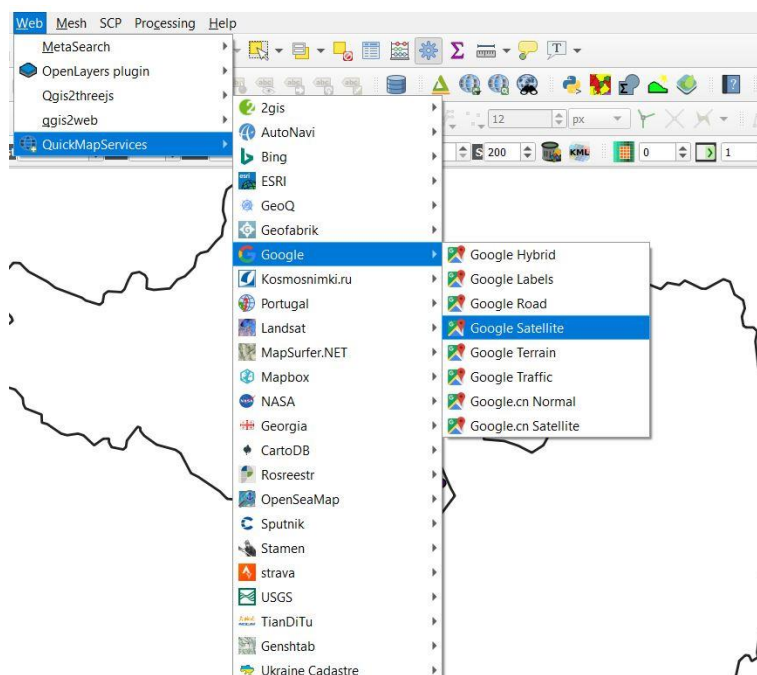 Web Mesh SCP Processing Help
MetaSearch
OpenLayers plugin
Qgis2threejs
qgis2web
QuickMapServices
12 px
S 200 KML 0 1
2gis
AutoNavi
Bing
ESRI
GeoQ
Geofabrik
Google
Kosmosnimki.ru
Portugal
Landsat
MapSurfer.NET
Mapbox
NASA
Georgia
CartoDB
Rosreestr
OpenSeaMap
Sputnik
Stamen
strava
USGS
TianDiTu
Genshtab
Ukraine Cadastre
Google Hybrid
Google Labels
Google Road
Google Satellite
Google Terrain
Google Traffic
Google.cn Normal
Google.cn Satellite